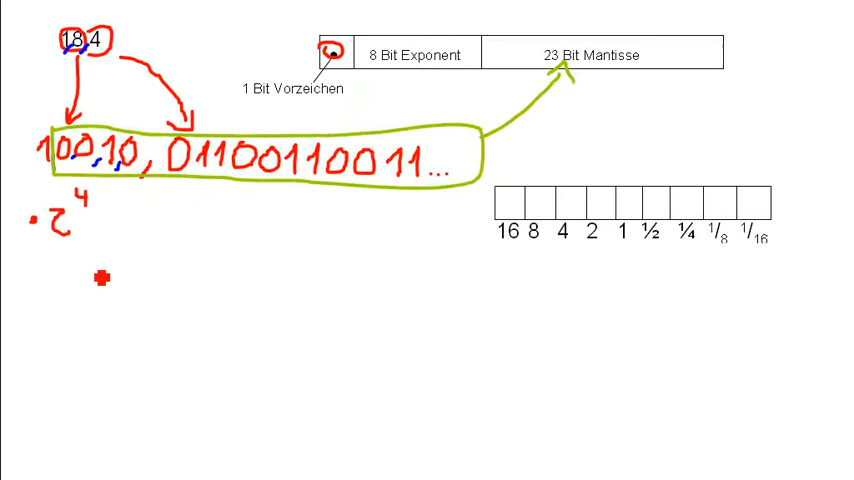 18,4
8 Bit Exponent
23 Bit Mantisse
1 Bit Vorzeichen
10010, 01100110011...
· 2⁴
16 8 4 2 1 ½ ¼ 1/8 1/16